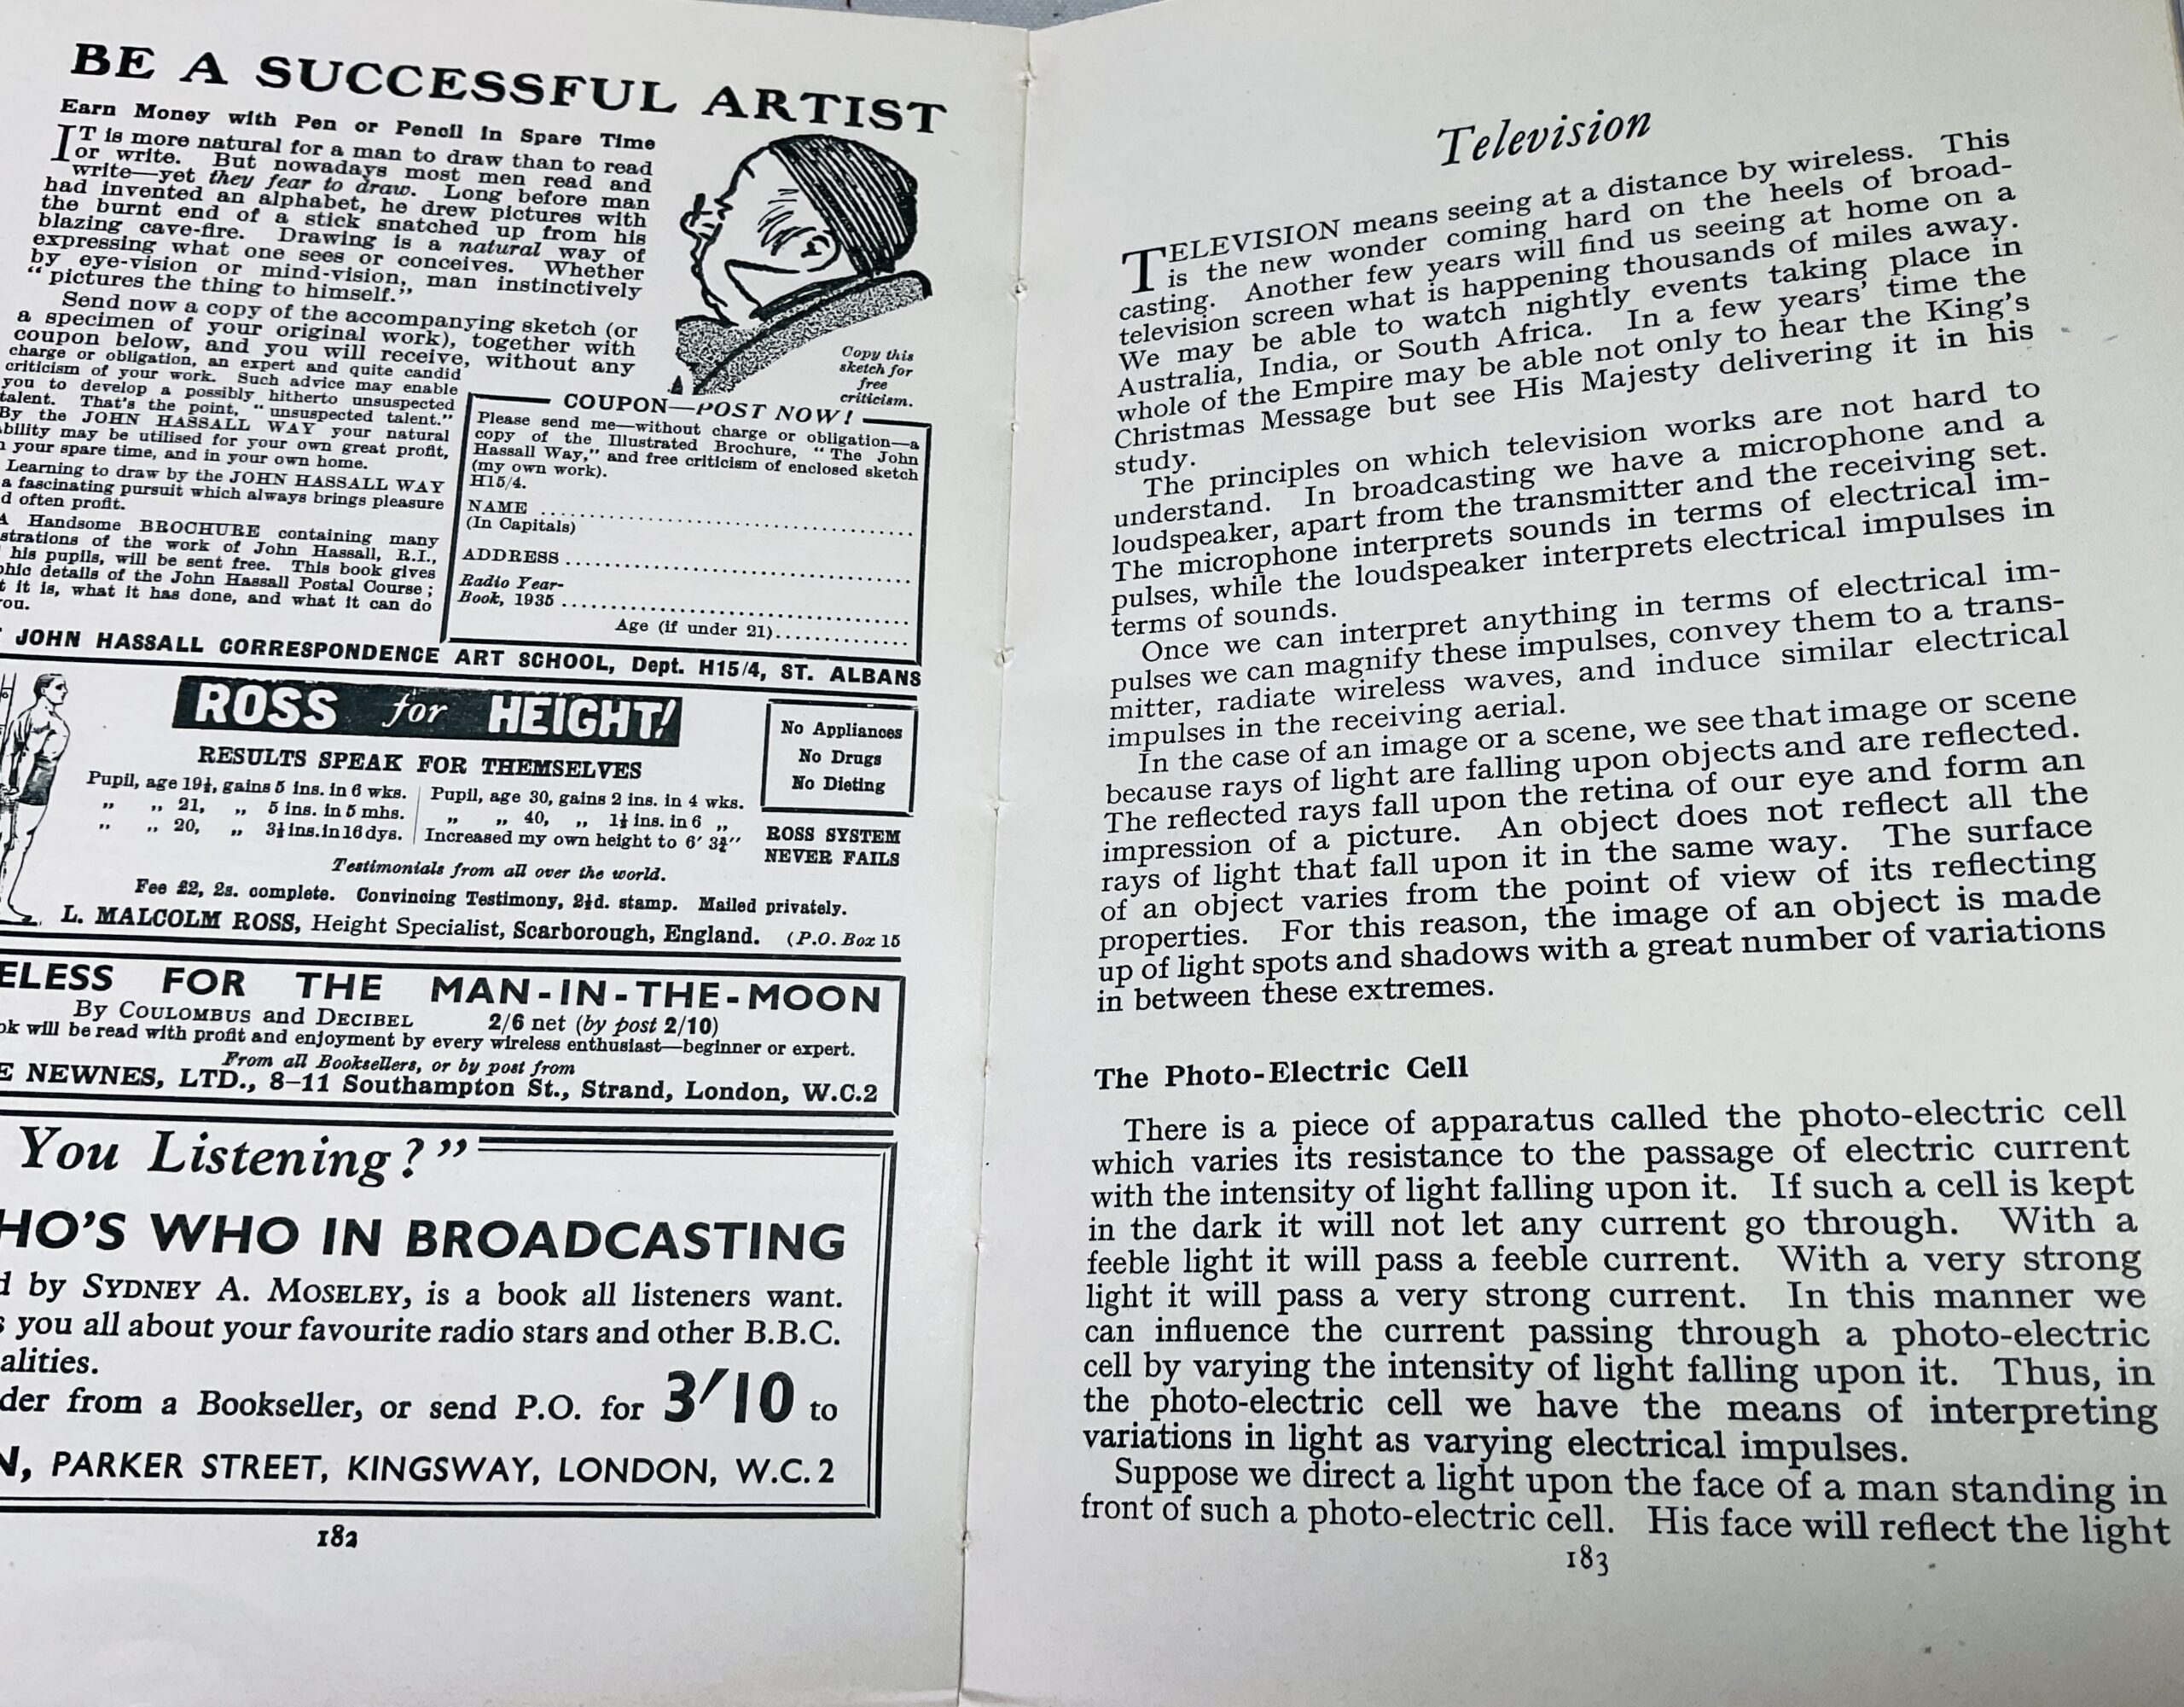 BE A SUCCESSFUL ARTIST
Earn Money with Pen or Pencil in Spare Time
IT is more natural for a man to draw than to read
or write. But nowadays most men read and
write—yet they fear to draw. Long before man
had invented an alphabet, he drew pictures with
the burnt end of a stick snatched up from his
blazing cave-fire. Drawing is a natural way of
expressing what one sees or conceives. Whether
by eye-vision or mind-vision, man instinctively
“pictures the thing to himself.”
Send now a copy of the accompanying sketch (or
a specimen of your original work), together with
coupon below, and you will receive, without any
charge or obligation, an expert and quite candid
criticism of your work. Such advice may enable
you to develop a possibly hitherto unsuspected
talent. That's the point, “unsuspected talent.”
By the JOHN HASSALL WAY your natural
ability may be utilised for your own great profit,
your spare time, and in your own home.
Learning to draw by the JOHN HASSALL WAY
a fascinating pursuit which always brings pleasure
often profit.
A Handsome BROCHURE containing many
strations of the work of John Hassall, R.I.,
his pupils, will be sent free. This book gives
phic details of the John Hassall Postal Course;
it is, what it has done, and what it can do
you.
Copy this
sketch for
free
criticism.
COUPON—POST NOW!
Please send me—without charge or obligation—a
copy of the Illustrated Brochure, “The John
Hassall Way,” and free criticism of enclosed sketch
(my own work).
H15/4.
NAME
(In Capitals)
ADDRESS
Radio Year-
Book, 1935
Age (if under 21)
JOHN HASSALL CORRESPONDENCE ART SCHOOL, Dept. H15/4, ST. ALBANS
ROSS for HEIGHT!
RESULTS SPEAK FOR THEMSELVES
Pupil, age 19½, gains 5 ins. in 6 wks.
„ „ 21, „ 5 ins. in 5 mhs.
„ „ 20, „ 3½ ins. in 16 dys.
Pupil, age 30, gains 2 ins. in 4 wks.
„ „ 40, „ 1½ ins. in 6 „
Increased my own height to 6' 3¾''
No Appliances
No Drugs
No Dieting
ROSS SYSTEM
NEVER FAILS
Testimonials from all over the world.
Fee £2, 2s. complete. Convincing Testimony, 2½d. stamp. Mailed privately.
L. MALCOLM ROSS, Height Specialist, Scarborough, England. (P.O. Box 15
ELESS FOR THE MAN-IN-THE-MOON
By COULOMBUS and DECIBEL 2/6 net (by post 2/10)
ok will be read with profit and enjoyment by every wireless enthusiast—beginner or expert.
From all Booksellers, or by post from
E NEWNES, LTD., 8–11 Southampton St., Strand, London, W.C.2
You Listening?”
HO'S WHO IN BROADCASTING
d by SYDNEY A. MOSELEY, is a book all listeners want.
s you all about your favourite radio stars and other B.B.C.
alities.
der from a Bookseller, or send P.O. for 3/10 to
N, PARKER STREET, KINGSWAY, LONDON, W.C.2
182
Television
TELEVISION means seeing at a distance by wireless. This
is the new wonder coming hard on the heels of broad-
casting. Another few years will find us seeing at home on a
television screen what is happening thousands of miles away.
We may be able to watch nightly events taking place in
Australia, India, or South Africa. In a few years' time the
whole of the Empire may be able not only to hear the King's
Christmas Message but see His Majesty delivering it in his
study.
The principles on which television works are not hard to
understand. In broadcasting we have a microphone and a
loudspeaker, apart from the transmitter and the receiving set.
The microphone interprets sounds in terms of electrical im-
pulses, while the loudspeaker interprets electrical impulses in
terms of sounds.
Once we can interpret anything in terms of electrical im-
pulses we can magnify these impulses, convey them to a trans-
mitter, radiate wireless waves, and induce similar electrical
impulses in the receiving aerial.
In the case of an image or a scene, we see that image or scene
because rays of light are falling upon objects and are reflected.
The reflected rays fall upon the retina of our eye and form an
impression of a picture. An object does not reflect all the
rays of light that fall upon it in the same way. The surface
of an object varies from the point of view of its reflecting
properties. For this reason, the image of an object is made
up of light spots and shadows with a great number of variations
in between these extremes.
The Photo-Electric Cell
There is a piece of apparatus called the photo-electric cell
which varies its resistance to the passage of electric current
with the intensity of light falling upon it. If such a cell is kept
in the dark it will not let any current go through. With a
feeble light it will pass a feeble current. With a very strong
light it will pass a very strong current. In this manner we
can influence the current passing through a photo-electric
cell by varying the intensity of light falling upon it. Thus, in
the photo-electric cell we have the means of interpreting
variations in light as varying electrical impulses.
Suppose we direct a light upon the face of a man standing in
front of such a photo-electric cell. His face will reflect the light
183